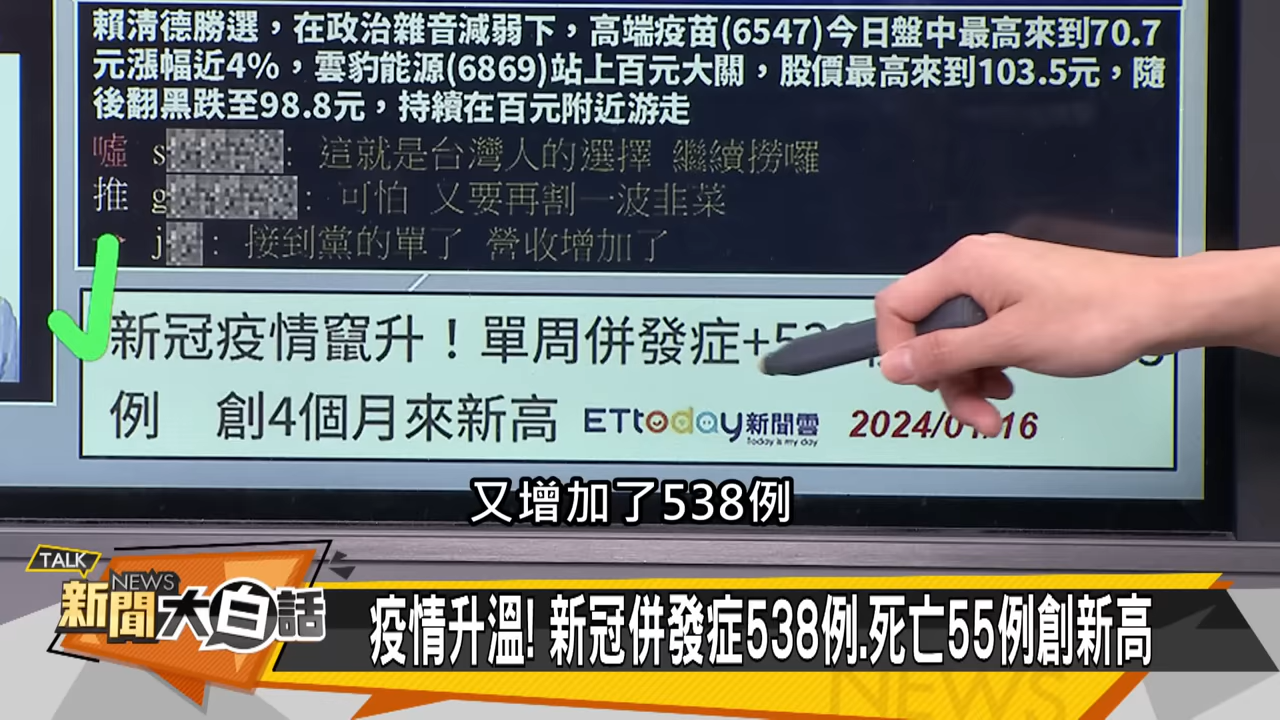 賴清德勝選，在政治雜音減弱下，高端疫苗(6547)今日盤中最高來到70.7
元漲幅近4%，雲豹能源(6869)站上百元大關，股價最高來到103.5元，隨
後翻黑跌至98.8元，持續在百元附近游走
噓 s : 這就是台灣人的選擇 繼續撈囉
推 g : 可怕 又要再割一波韭菜
→ j : 接到黨的單了 營收增加了
新冠疫情竄升！單周併發症+53
例 創4個月來新高 ETtoday新聞雲 Today is my day 2024/01/16
又增加了538例
TALK NEWS 新聞大白話
疫情升溫! 新冠併發症538例.死亡55例創新高
NEWS